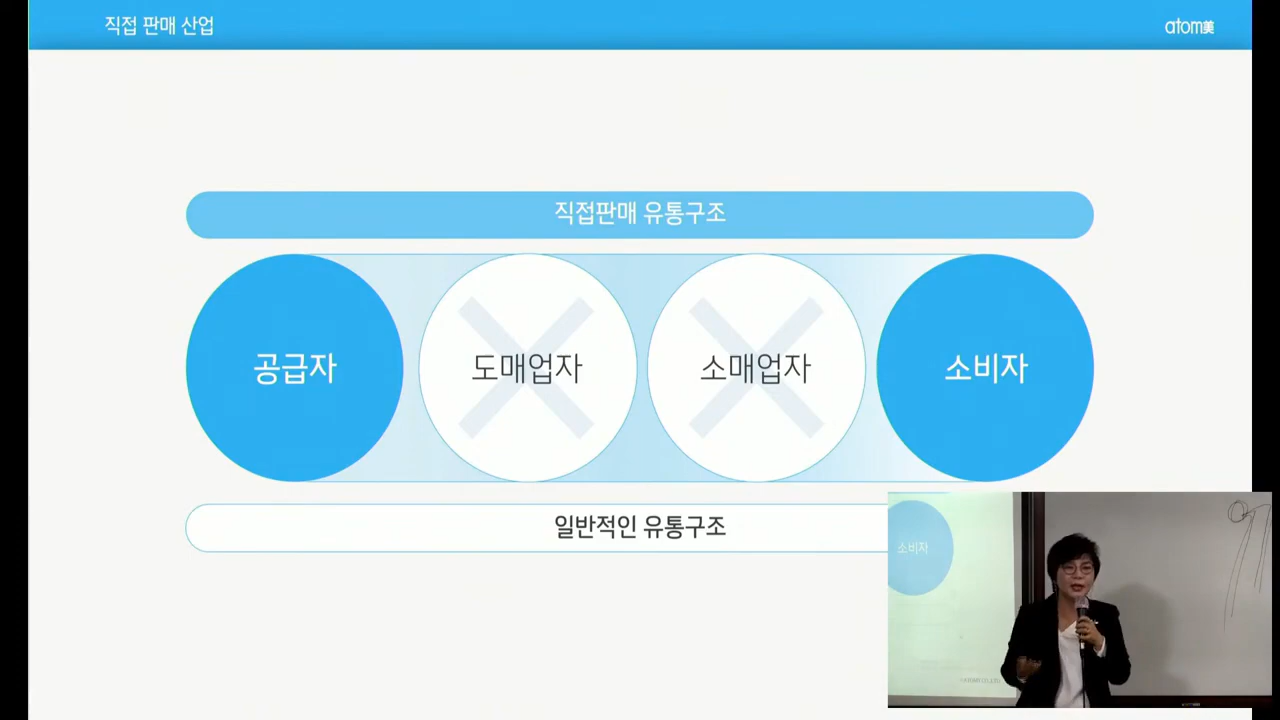 직접 판매 산업
atom美
직접판매 유통구조
공급자
도매업자
소매업자
소비자
일반적인 유통구조
소비자